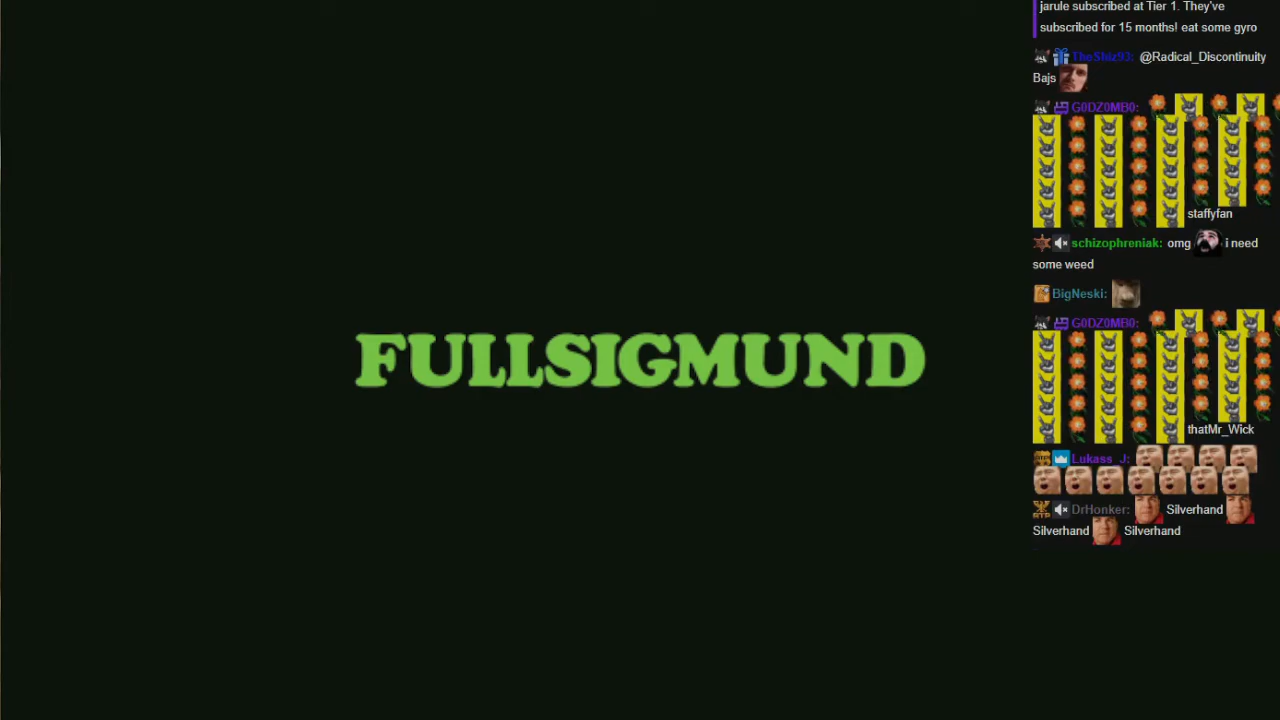 jarule subscribed at Tier 1. They've
subscribed for 15 months! eat some gyro
TheShiz93: @Radical_Discontinuity
Bajs
G0DZ0MB0:
staffyfan
schizophreniak: omg i need
some weed
BigNeski:
G0DZ0MB0:
thatMr_Wick
Lukass_J:
DrHonker: Silverhand
Silverhand Silverhand
FULLSIGMUND